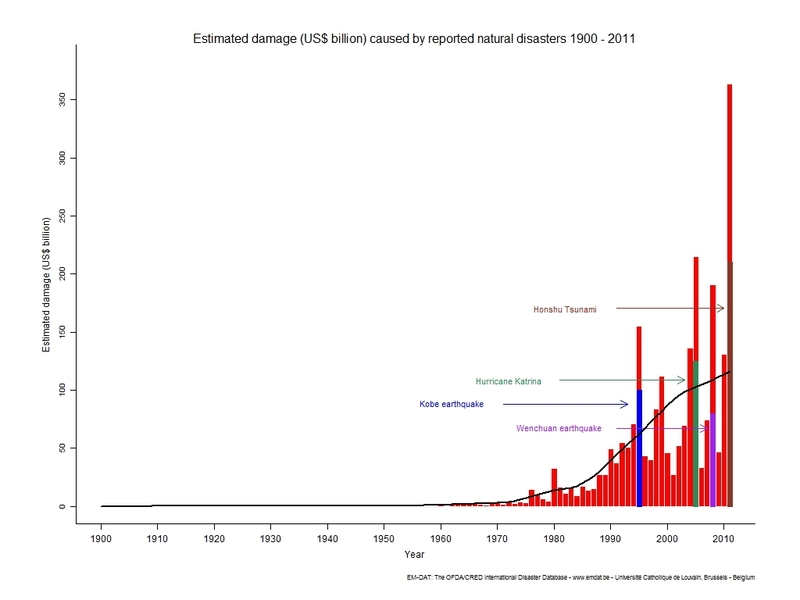 Estimated damage (US$ billion) caused by reported natural disasters 1900 - 2011
Estimated damage (US$ billion)
350
300
250
200
150
100
50
0
Honshu Tsunami
Hurricane Katrina
Kobe earthquake
Wenchuan earthquake
1900 1910 1920 1930 1940 1950 1960 1970 1980 1990 2000 2010
Year
EM-DAT: The OFDA/CRED International Disaster Database - www.emdat.be - Université Catholique de Louvain, Brussels - Belgium